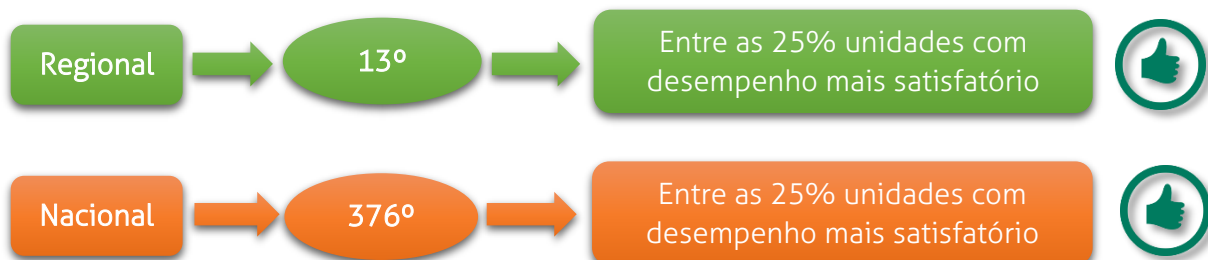 Regional
13º
Entre as 25% unidades com
desempenho mais satisfatório
Nacional
376º
Entre as 25% unidades com
desempenho mais satisfatório